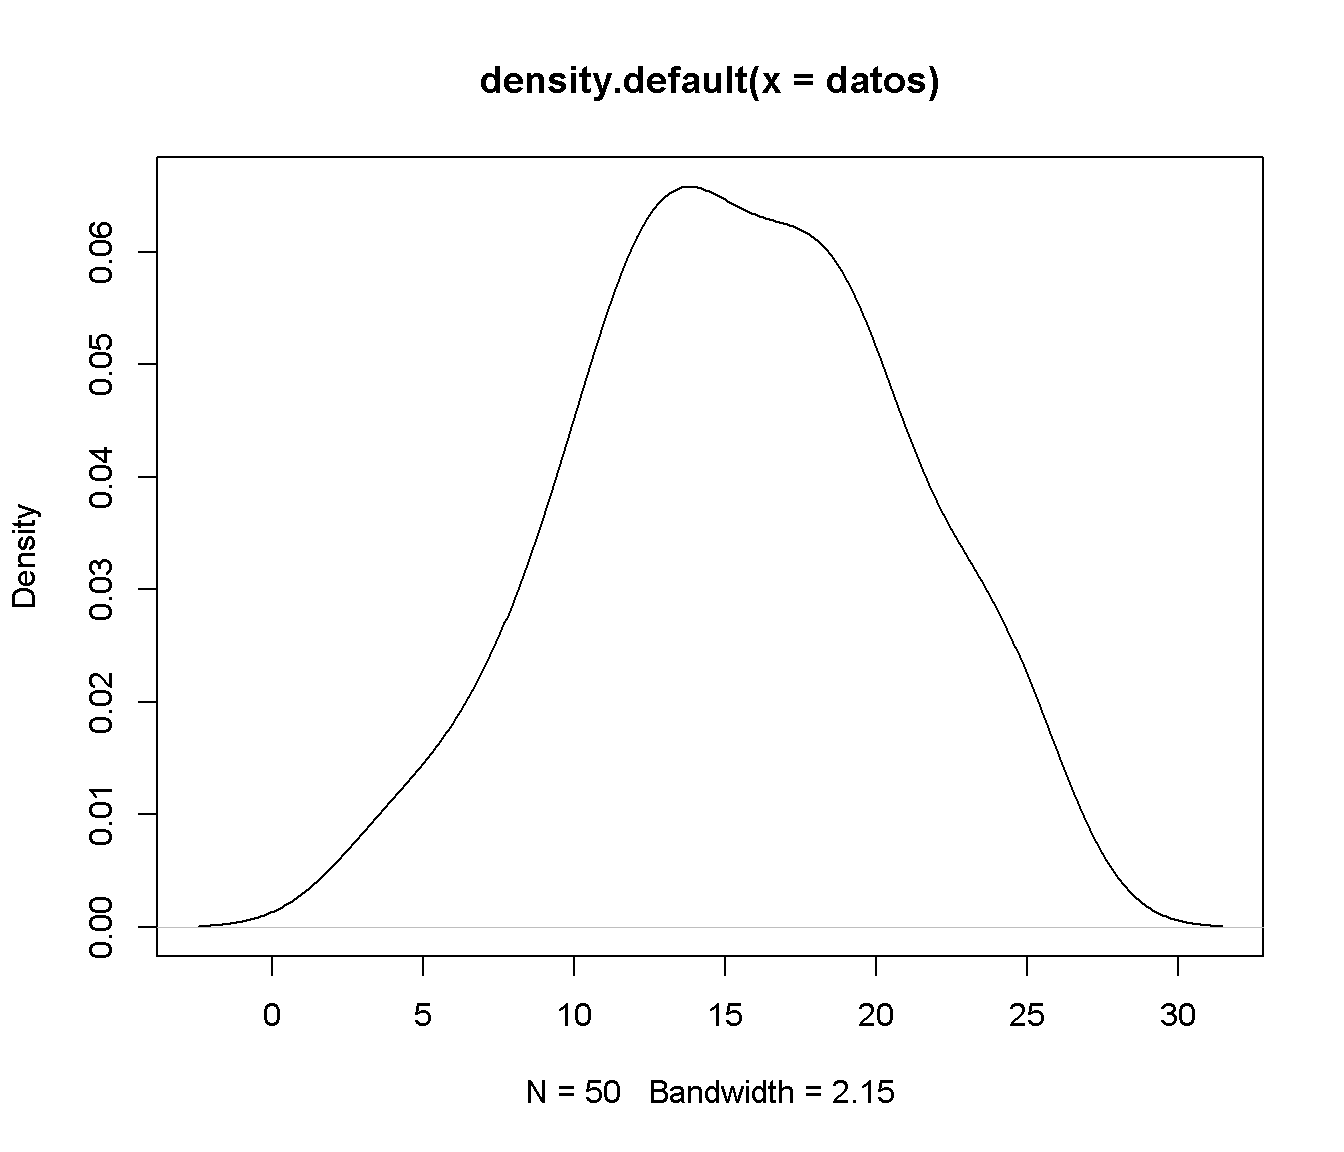 density.default(x = datos)
Density
0.06
0.05
0.04
0.03
0.02
0.01
0.00
0 5 10 15 20 25 30
N = 50 Bandwidth = 2.15